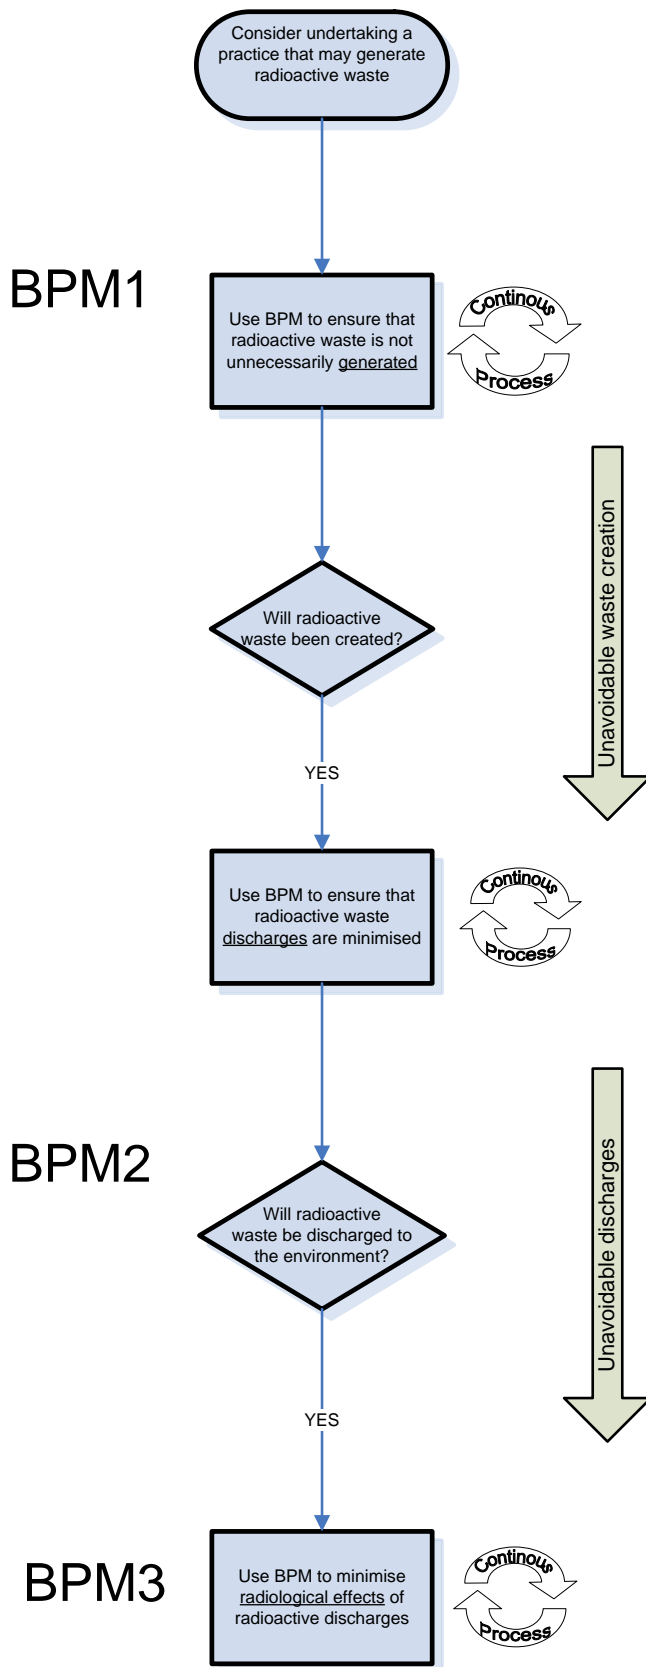 Consider undertaking a
practice that may generate
radioactive waste
BPM1
Use BPM to ensure that
radioactive waste is not
unnecessarily generated
Continous
Process
Unavoidable waste creation
Will radioactive
waste been created?
YES
Use BPM to ensure that
radioactive waste
discharges are minimised
Continous
Process
BPM2
Unavoidable discharges
Will radioactive
waste be discharged to
the environment?
YES
BPM3
Use BPM to minimise
radiological effects of
radioactive discharges
Continous
Process